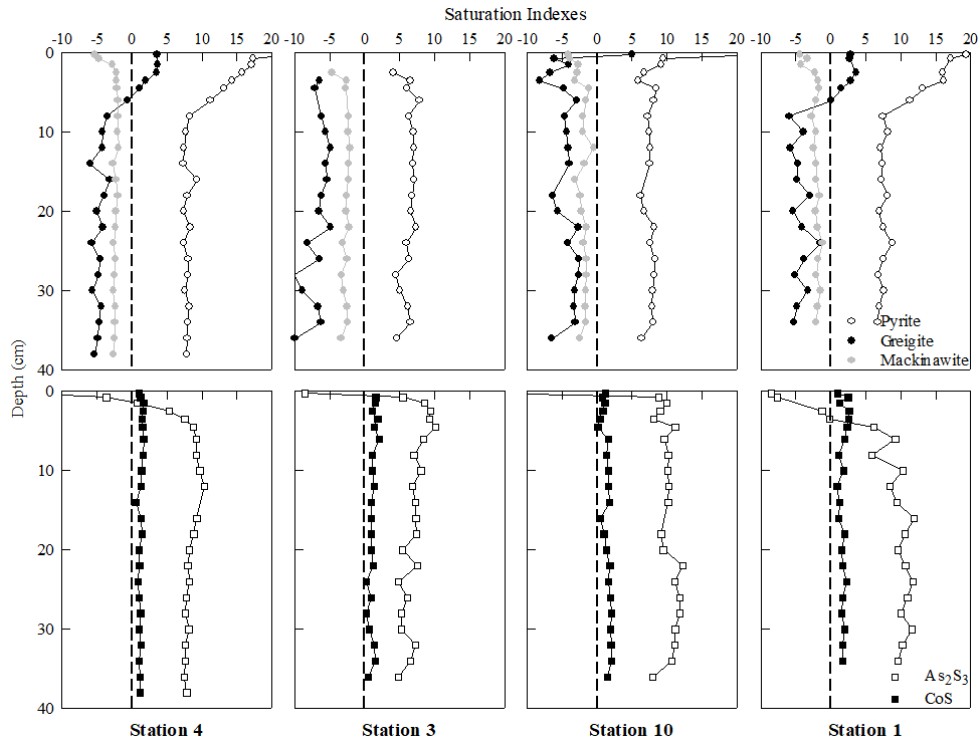 Saturation Indexes
-10 -5 0 5 10 15 20 -10 -5 0 5 10 15 20 -10 -5 0 5 10 15 20 -10 -5 0 5 10 15 20
0
10
20
30
40
Pyrite
Greigite
Mackinawite
Depth (cm)
0
10
20
30
40
As₂S₃
CoS
Station 4 Station 3 Station 10 Station 1